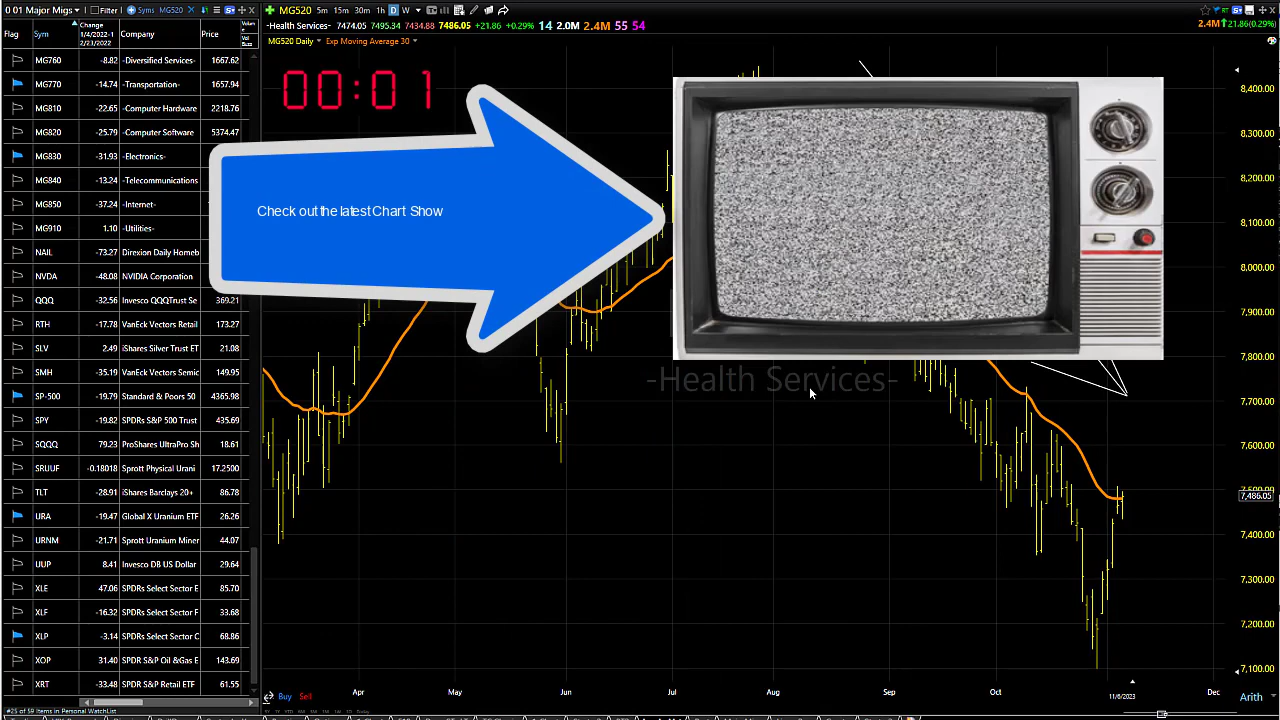 0 01 Major Migs Filter Syms MG520
Flag Sym Change 1/4/2022-1 2/23/2022 Company Price
MG760 -8.82 -Diversified Services- 1667.62
MG770 -14.74 -Transportation- 1657.94
MG810 -22.65 -Computer Hardware 2218.76
MG820 -25.79 -Computer Software 5374.47
MG830 -31.93 -Electronics-
MG840 -13.24 -Telecommunications
MG850 -37.24 -Internet-
MG910 1.10 -Utilities-
NAIL -73.27 Direxion Daily Homeb
NVDA -48.08 NVIDIA Corporation
QQQ -32.56 Invesco QQQTrust Se 369.21
RTH -17.78 VanEck Vectors Retail 173.27
SLV 2.49 iShares Silver Trust ET 21.08
SMH -35.19 VanEck Vectors Semic 149.95
SP-500 -19.79 Standard & Poors 500 4365.98
SPY -19.82 SPDRs S&P 500 Trust 435.69
SQQQ 79.23 ProShares UltraPro Sh 18.61
SRUUF -0.18018 Sprott Physical Urani 17.2500
TLT -28.91 iShares Barclays 20+ 86.78
URA -19.47 Global X Uranium ETF 26.26
URNM -21.71 Sprott Uranium Miner 44.07
UUP 8.41 Invesco DB US Dollar 29.64
XLE 47.06 SPDRs Select Sector E 85.70
XLF -16.32 SPDRs Select Sector F 33.68
XLP -3.14 SPDRs Select Sector C 68.86
XOP 31.40 SPDR S&P Oil &Gas E 143.69
XRT -33.48 SPDR S&P Retail ETF 61.55
#25 of 59 Items in Personal WatchList
MG520 5m 15m 30m 1h D W
-Health Services- 7474.05 7495.34 7434.88 7486.05 +21.86 +0.29% 14 2.0M 2.4M 55 54
2.4M 21.86(0.29%)
MG520 Daily Exp Moving Average 30
00:01
Check out the latest Chart Show
-Health Services-
8,400.00
8,300.00
8,200.00
8,100.00
8,000.00
7,900.00
7,800.00
7,700.00
7,600.00
7,486.05
7,400.00
7,300.00
7,200.00
7,100.00
Buy Sell
Apr May Jun Jul Aug Sep Oct 11/6/2023 Dec
Arith